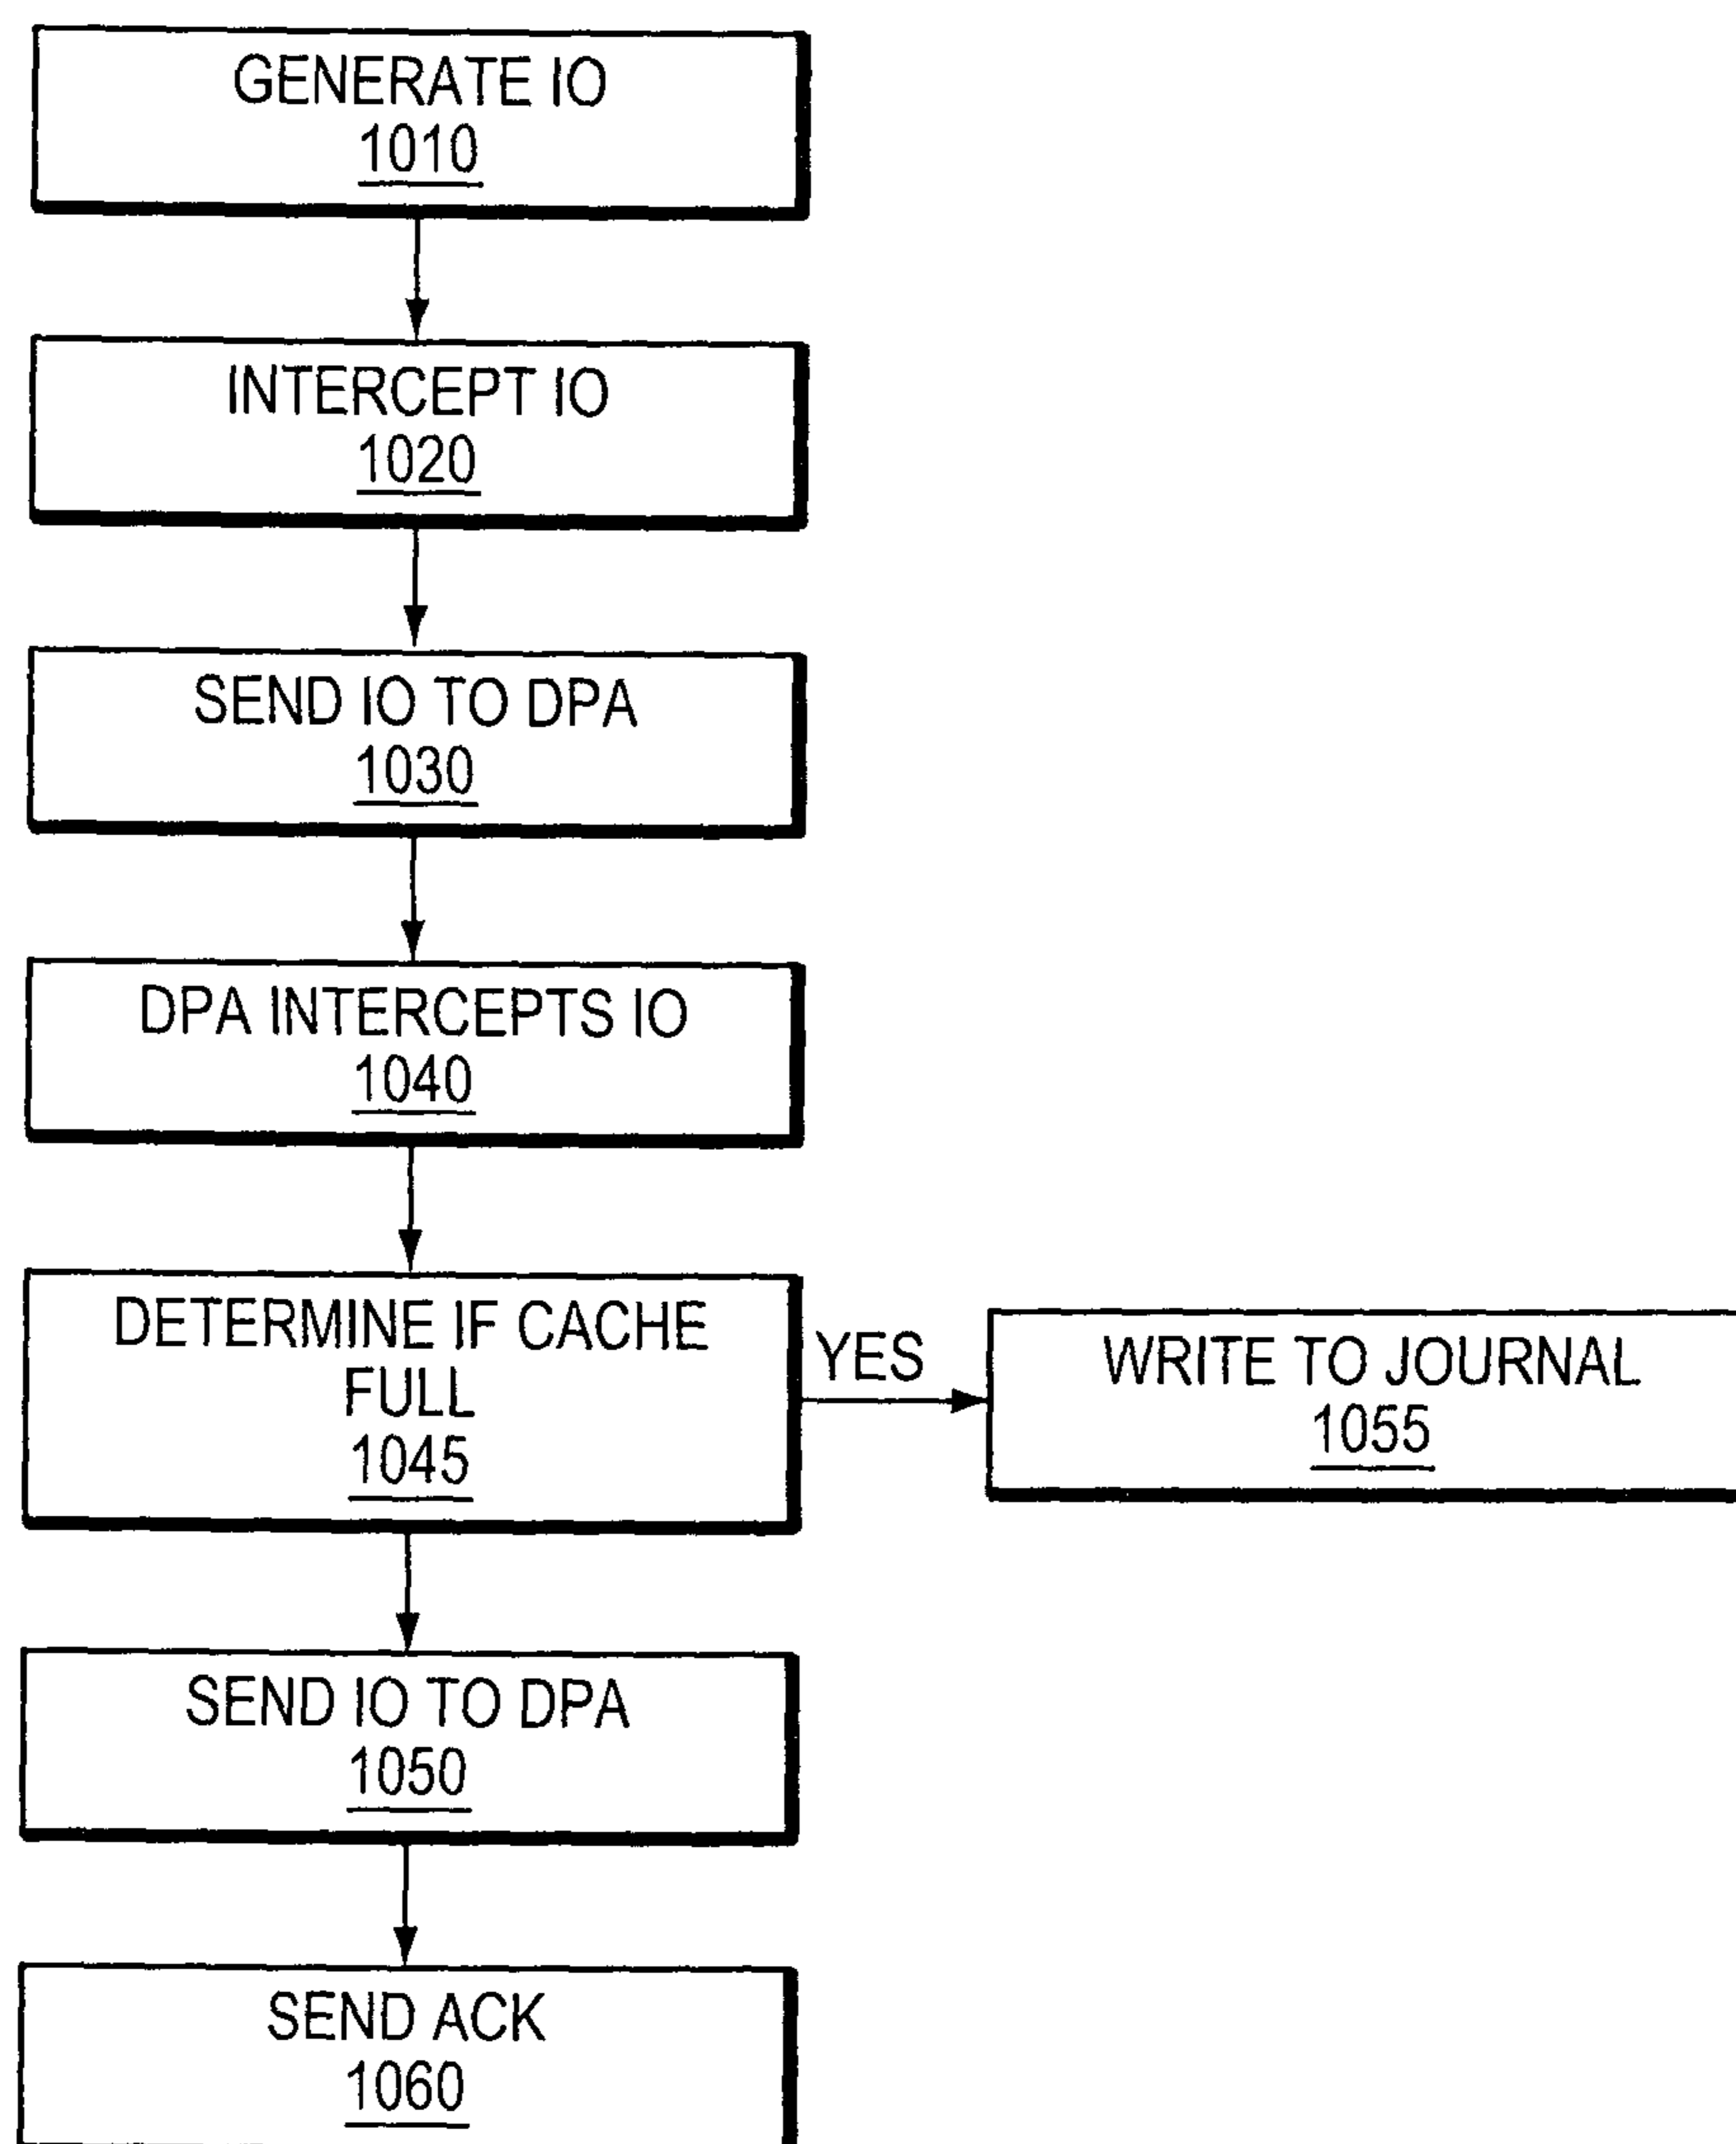 GENERATE IO
1010
INTERCEPT IO
1020
SEND IO TO DPA
1030
DPA INTERCEPTS IO
1040
DETERMINE IF CACHE
FULL
1045
YES
WRITE TO JOURNAL
1055
SEND IO TO DPA
1050
SEND ACK
1060